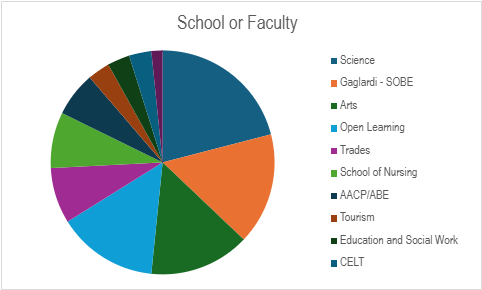 School or Faculty
Science
Gaglardi - SOBE
Arts
Open Learning
Trades
School of Nursing
AACP/ABE
Tourism
Education and Social Work
CELT